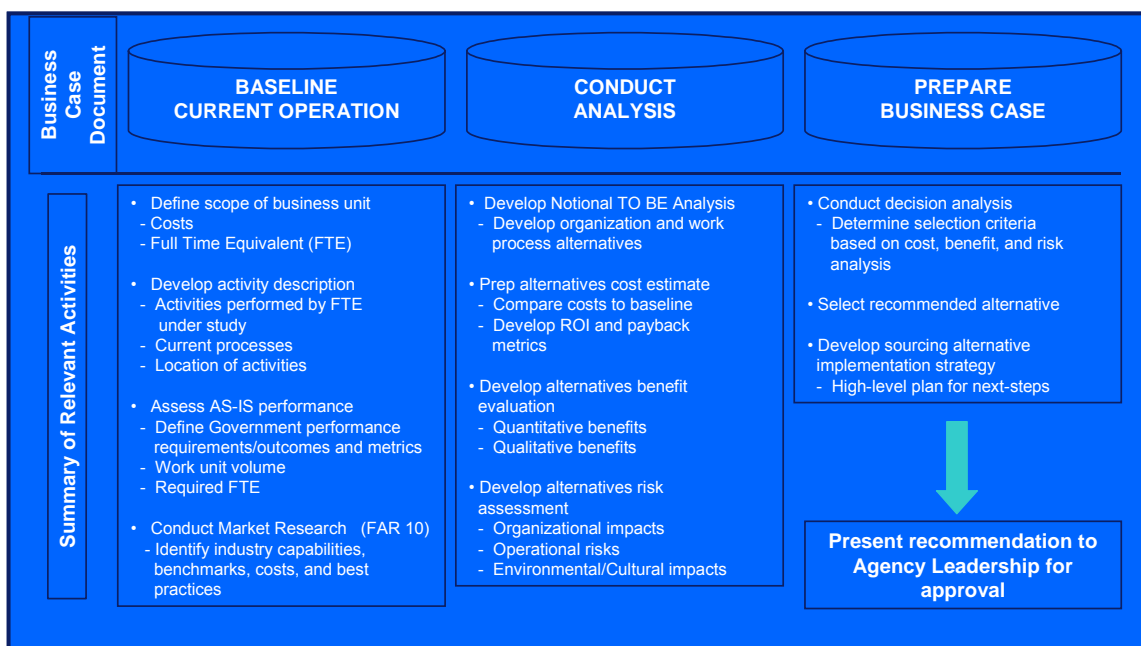 Business
Case
Document
BASELINE
CURRENT OPERATION
CONDUCT
ANALYSIS
PREPARE
BUSINESS CASE
Summary of Relevant Activities
• Define scope of business unit
- Costs
- Full Time Equivalent (FTE)
• Develop activity description
- Activities performed by FTE
under study
- Current processes
- Location of activities
• Assess AS-IS performance
- Define Government performance
requirements/outcomes and metrics
- Work unit volume
- Required FTE
• Conduct Market Research (FAR 10)
- Identify industry capabilities,
benchmarks, costs, and best
practices
• Develop Notional TO BE Analysis
- Develop organization and work
process alternatives
• Prep alternatives cost estimate
- Compare costs to baseline
- Develop ROI and payback
metrics
• Develop alternatives benefit
evaluation
- Quantitative benefits
- Qualitative benefits
• Develop alternatives risk
assessment
- Organizational impacts
- Operational risks
- Environmental/Cultural impacts
• Conduct decision analysis
- Determine selection criteria
based on cost, benefit, and risk
analysis
• Select recommended alternative
• Develop sourcing alternative
implementation strategy
- High-level plan for next-steps
Present recommendation to
Agency Leadership for
approval